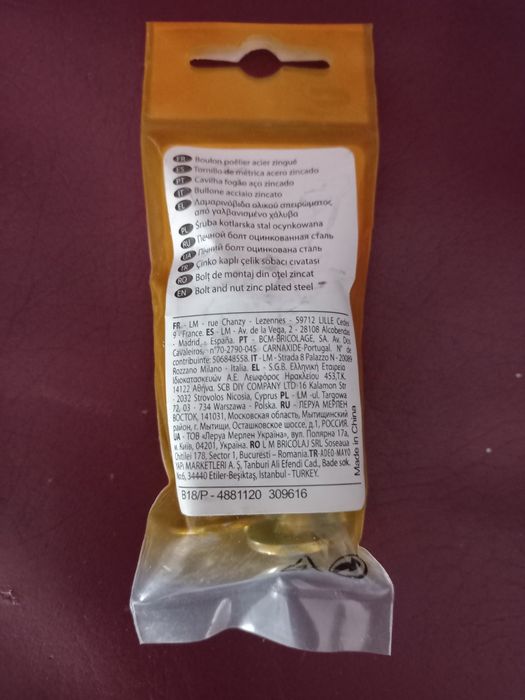 FR Boulon poêlier acier zingué
ES Tornillo de métrica acero zincado
PT Cavilha fogão aço zincado
IT Bullone acciaio zincato
EL Λαμαρινόβιδα ολικού σπειρώματος
από γαλβανισμένο χάλυβα
PL Śruba kotlarska stal ocynkowana
RU Печной болт оцинкованная сталь
UA Пічний болт оцинкована сталь
TR Çinko kaplı çelik sobacı cıvatası
RO Bolț de montaj din oțel zincat
EN Bolt and nut zinc plated steel
FR - LM - rue Chanzy - Lezennes - 59712 LILLE Cedex
9 - France. ES - LM - Av. de la Vega, 2 - 28108 Alcobendas
- Madrid - España. PT - BCM-BRICOLAGE, SA. Av. Dos
Cavaleiros, n°70-2790-045 - CARNAXIDE-Portugal. N° de
contribuinte: 506848558. IT - LM - Strada 8 Palazzo N - 20089
Rozzano Milano - Italia. EL - S.G.B. Ελληνική Εταιρεία
Ιδιοκατασκευών Α.Ε. Λεωφόρος Ηρακλείου 453,Τ.Κ.
14122 Αθήνα. SCB DIY COMPANY LTD-16 Kalamon Str
- 2032 Strovolos Nicosia, Cyprus PL - LM -ul. Targowa
72, 03 - 734 Warszawa - Polska. RU - ЛЕРУА МЕРЛЕН
ВОСТОК, 141031, Московская область, Мытищинский
район, г. Мытищи, Осташковское шоссе, д.1, РОССИЯ.
UA - ТОВ «Леруа Мерлен Україна», вул. Полярна 17а,
м. Київ, 04201, Україна. RO L M BRICOLAJ SRL Soseaua
Chitilei 178, Sector 1, Bucuresti – Romania. TR-ADEO-MAYO
YAPI MARKETLERI A. Ş, Tanburi Ali Efendi Cad., Bade sok.
No6, 34440 Etiler-Beşiktaş, Istanbul - TURKEY.
Made in China
B18/P - 4881120 309616